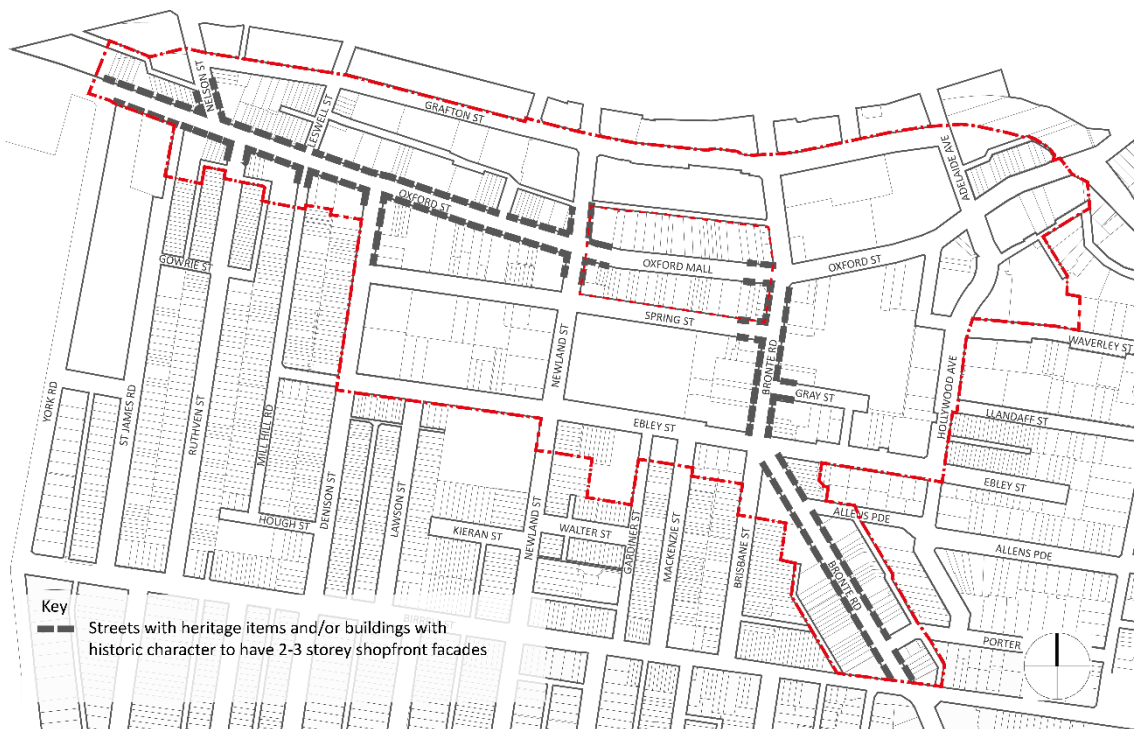 NELSON ST
LESWELL ST
GRAFTON ST
ADELAIDE AVE
OXFORD ST
OXFORD MALL
OXFORD ST
GOWRIE ST
SPRING ST
WAVERLEY ST
NEWLAND ST
BRONTE RD
GRAY ST
HOLLYWOOD AVE
LLANDAFF ST
YORK RD
ST JAMES RD
RUTHVEN ST
MILL HILL RD
EBLEY ST
DENISON ST
LAWSON ST
EBLEY ST
ALLENS PDE
HOUGH ST
KIERAN ST
NEWLAND ST
WALTER ST
GARDINER ST
MACKENZIE ST
BRISBANE ST
ALLENS PDE
BRONTE RD
PORTER
Key
Streets with heritage items and/or buildings with
historic character to have 2-3 storey shopfront facades